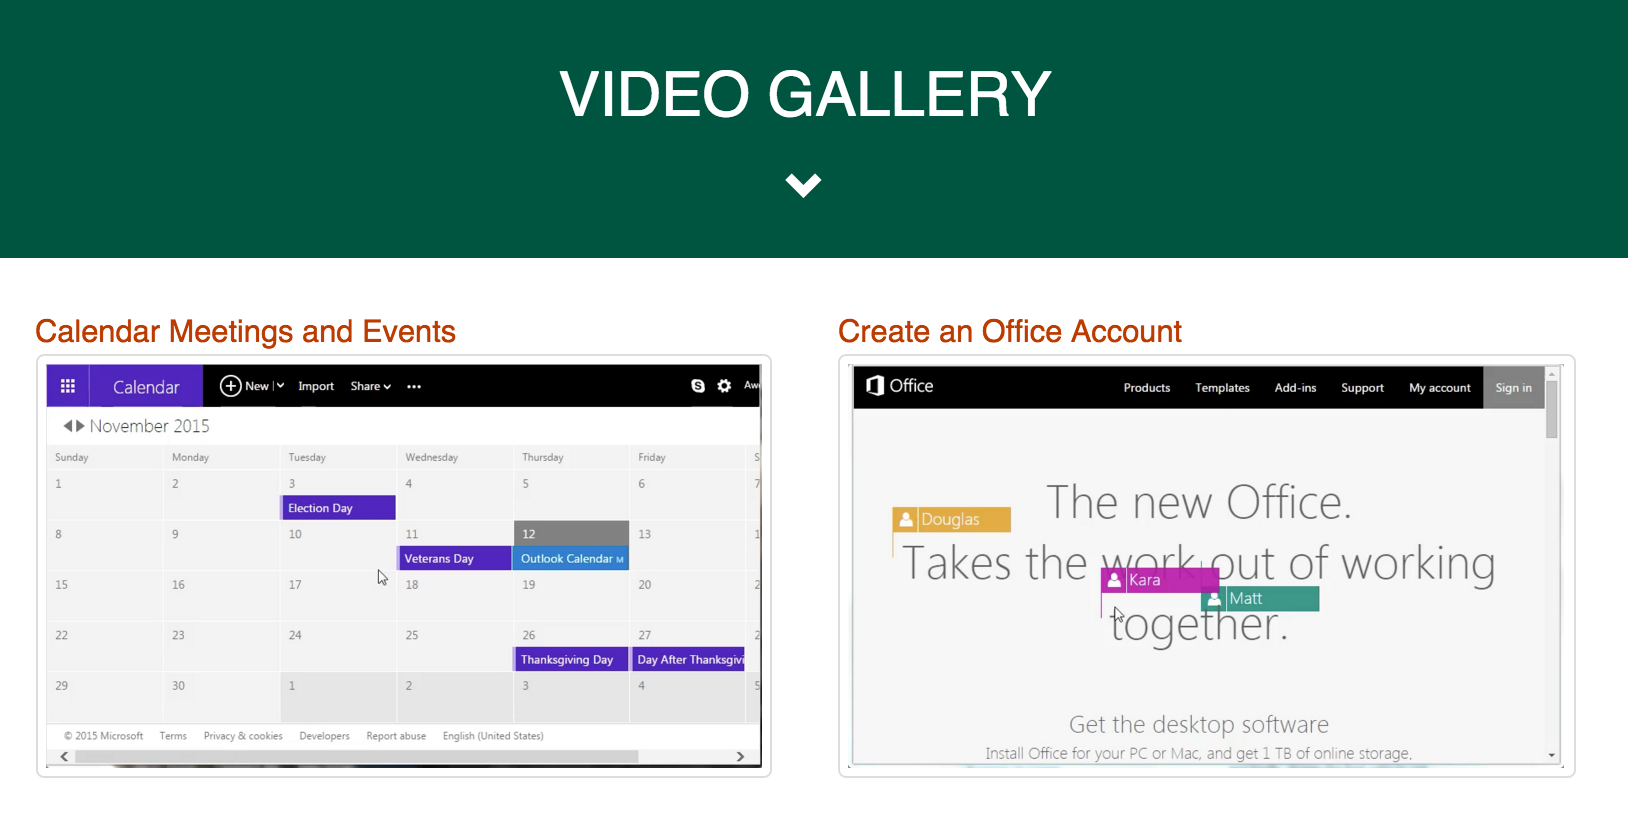 VIDEO GALLERY
Calendar Meetings and Events
Calendar New Import Share
November 2015
Sunday Monday Tuesday Wednesday Thursday Friday S
1 2 3 4 5 6 7
Election Day
8 9 10 11 12 13 1
Veterans Day Outlook Calendar M
15 16 17 18 19 20 2
22 23 24 25 26 27 2
Thanksgiving Day Day After Thanksgivi
29 30 1 2 3 4 5
© 2015 Microsoft Terms Privacy & cookies Developers Report abuse English (United States)
Create an Office Account
Office Products Templates Add-ins Support My account Sign in
The new Office.
Douglas
Takes the work out of working
Kara
Matt
together.
Get the desktop software
Install Office for your PC or Mac, and get 1 TB of online storage,